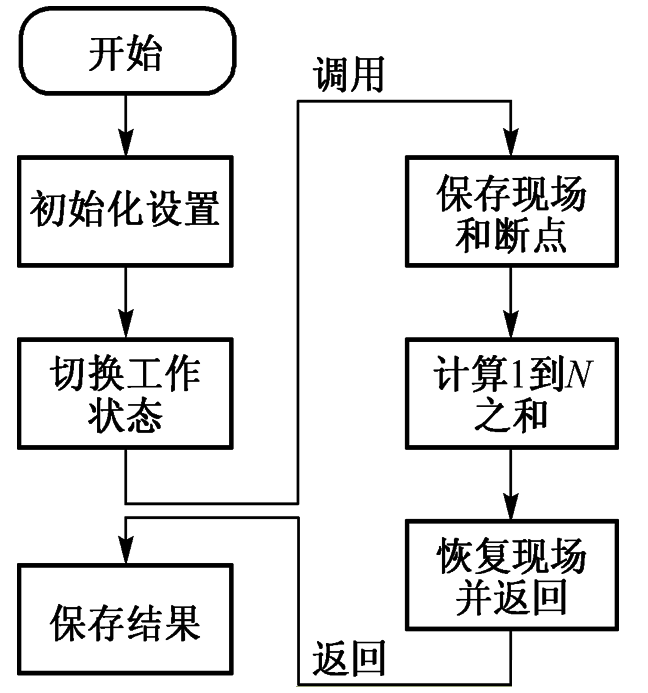 开始
初始化设置
切换工作
状态
调用
保存现场
和断点
计算1到N
之和
恢复现场
并返回
返回
保存结果